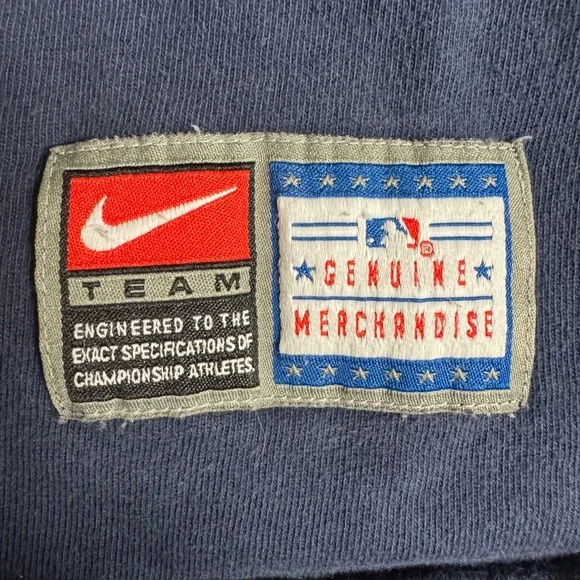 TEAM
ENGINEERED TO THE
EXACT SPECIFICATIONS OF
CHAMPIONSHIP ATHLETES.
®
GENUINE
MERCHANDISE